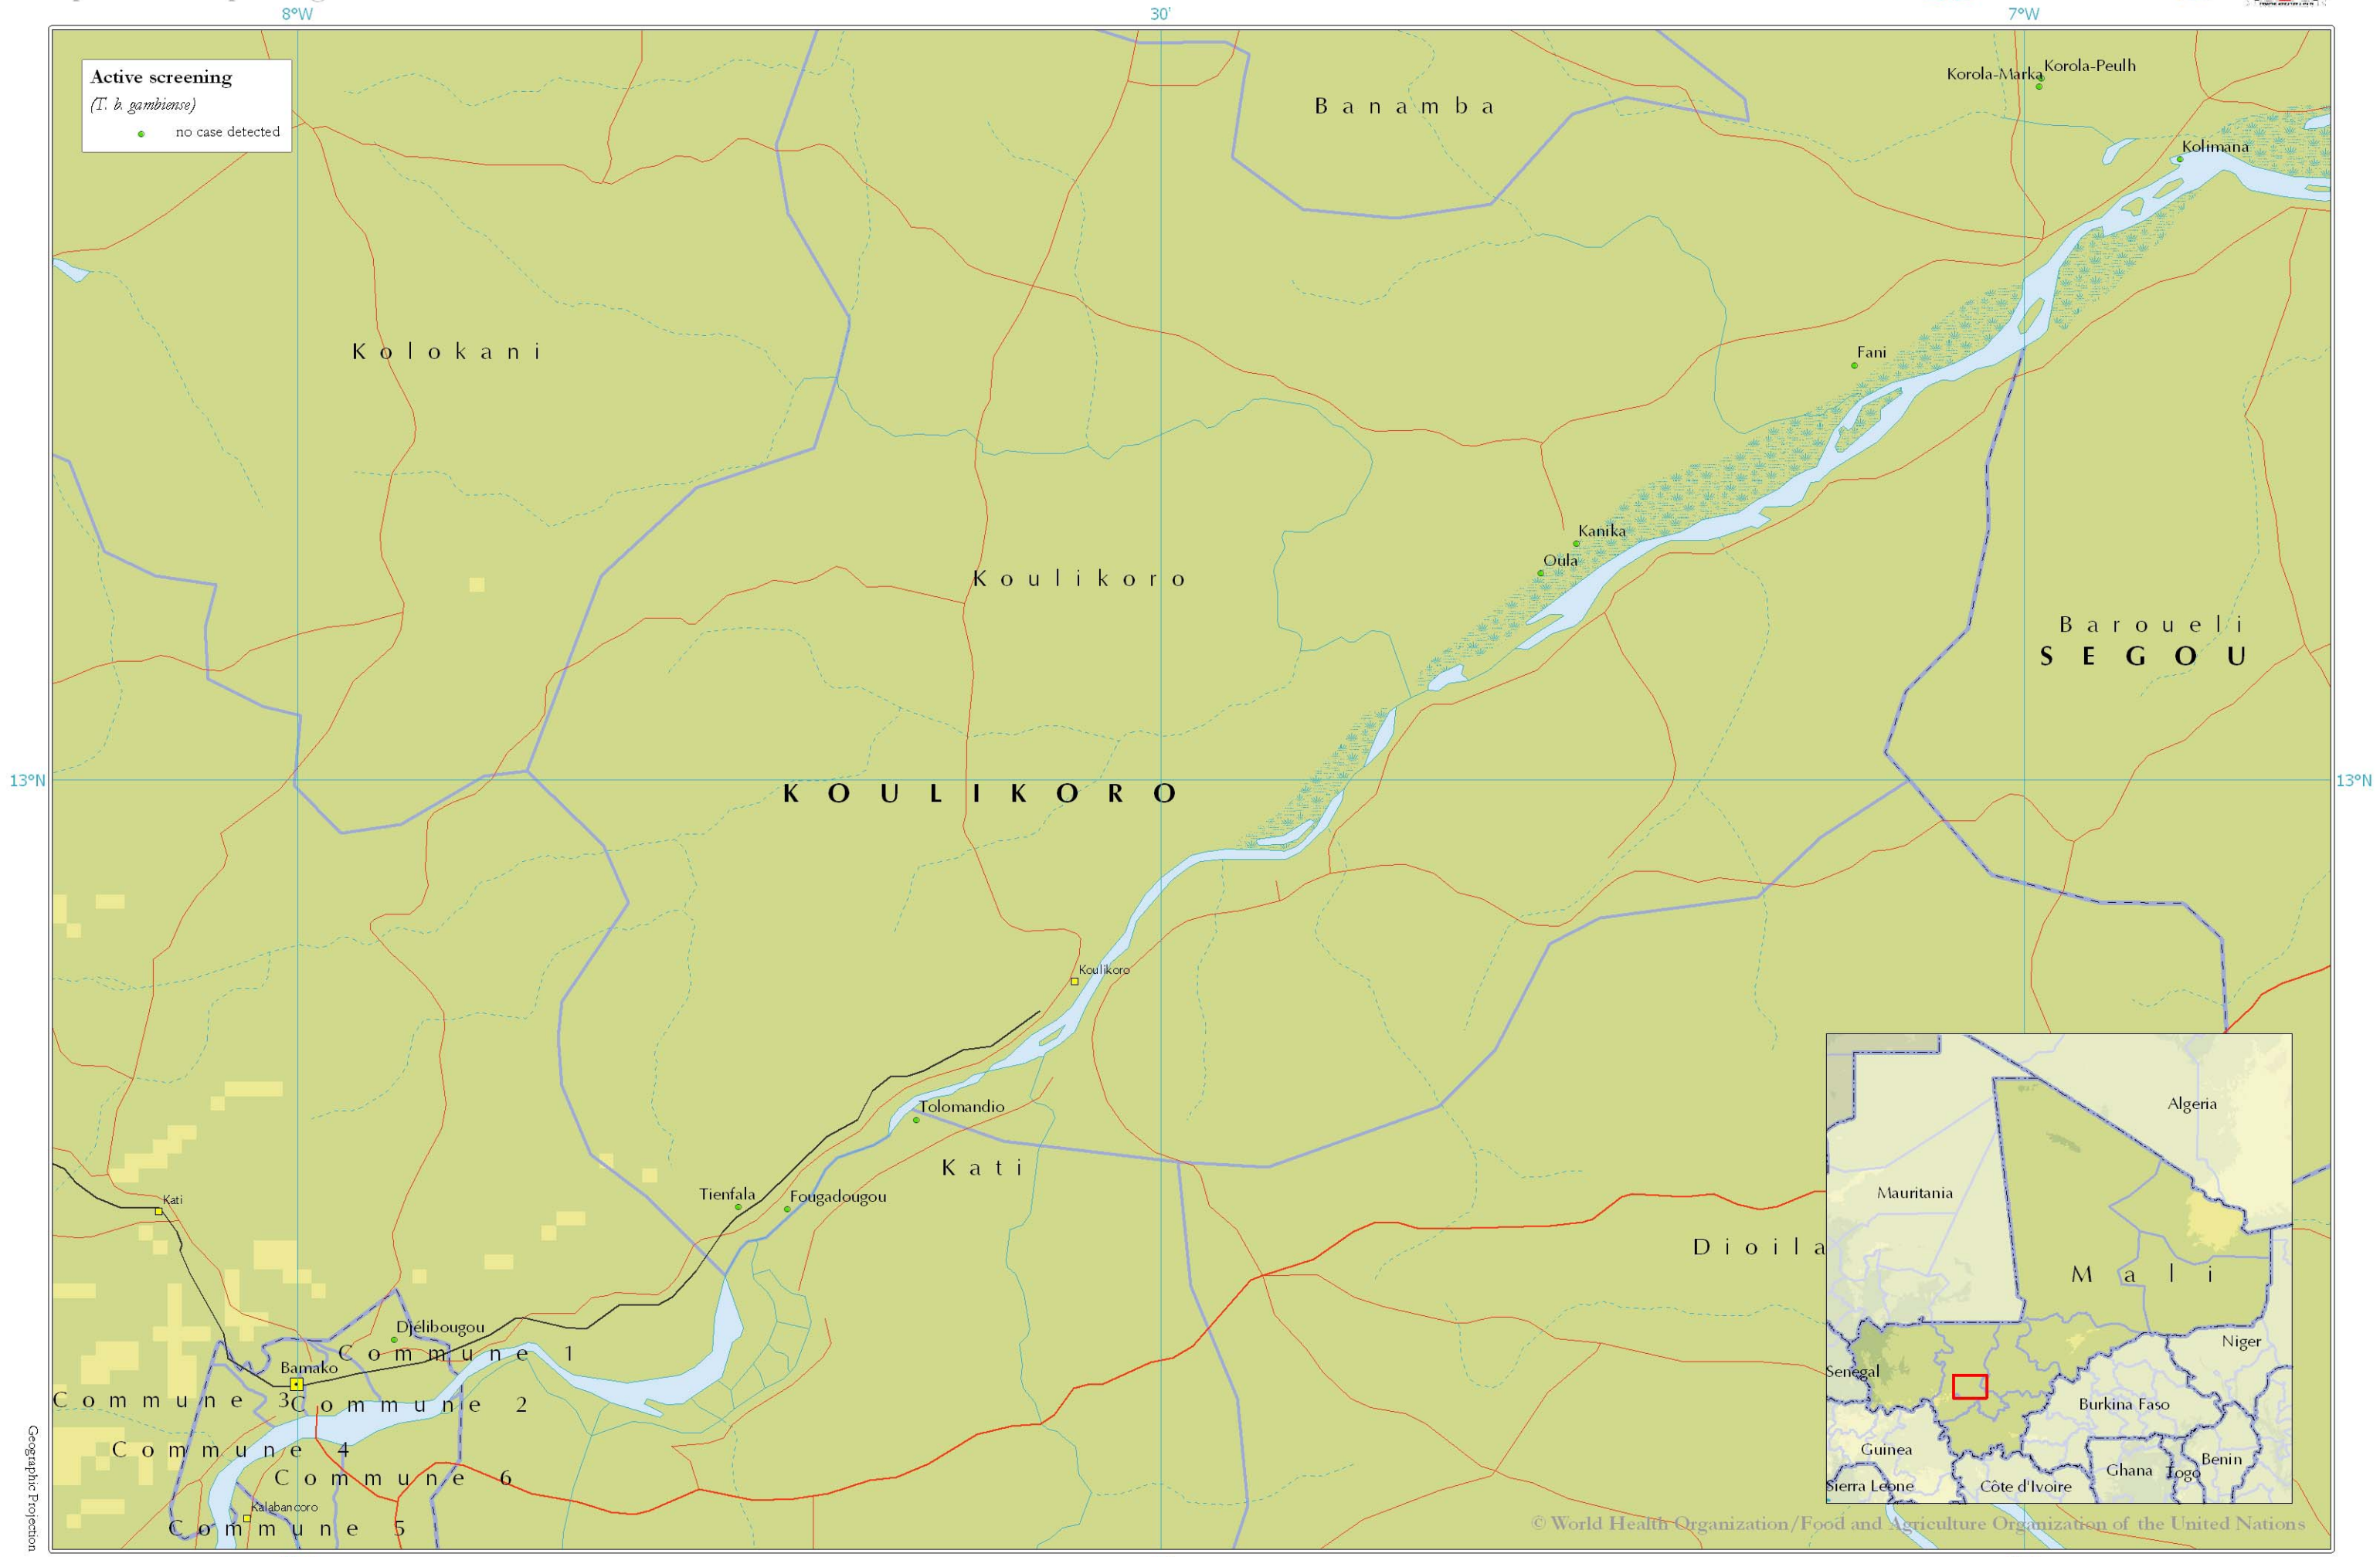 8°W
30'
7°W
Active screening
(T. b. gambiense)
no case detected
Korola-Peulh
Korola-Marka
Banamba
Kolimana
Kolokani
Fani
Kanika
Oula
Koulikoro
Baroueli
SEGOU
13°N
13°N
KOULIKORO
Koulikoro
Tolomandio
Kati
Tienfala
Fougadougou
Kati
Dioila
Djélibougou
Commune 1
Bamako
Commune 3
Commune 2
Commune 4
Commune 6
Kalabancoro
Commune 5
Algeria
Mauritania
Mali
Niger
Senegal
Burkina Faso
Guinea
Benin
Ghana
Togo
Sierra Leone
Côte d'Ivoire
Geographic Projection
© World Health Organization/Food and Agriculture Organization of the United Nations